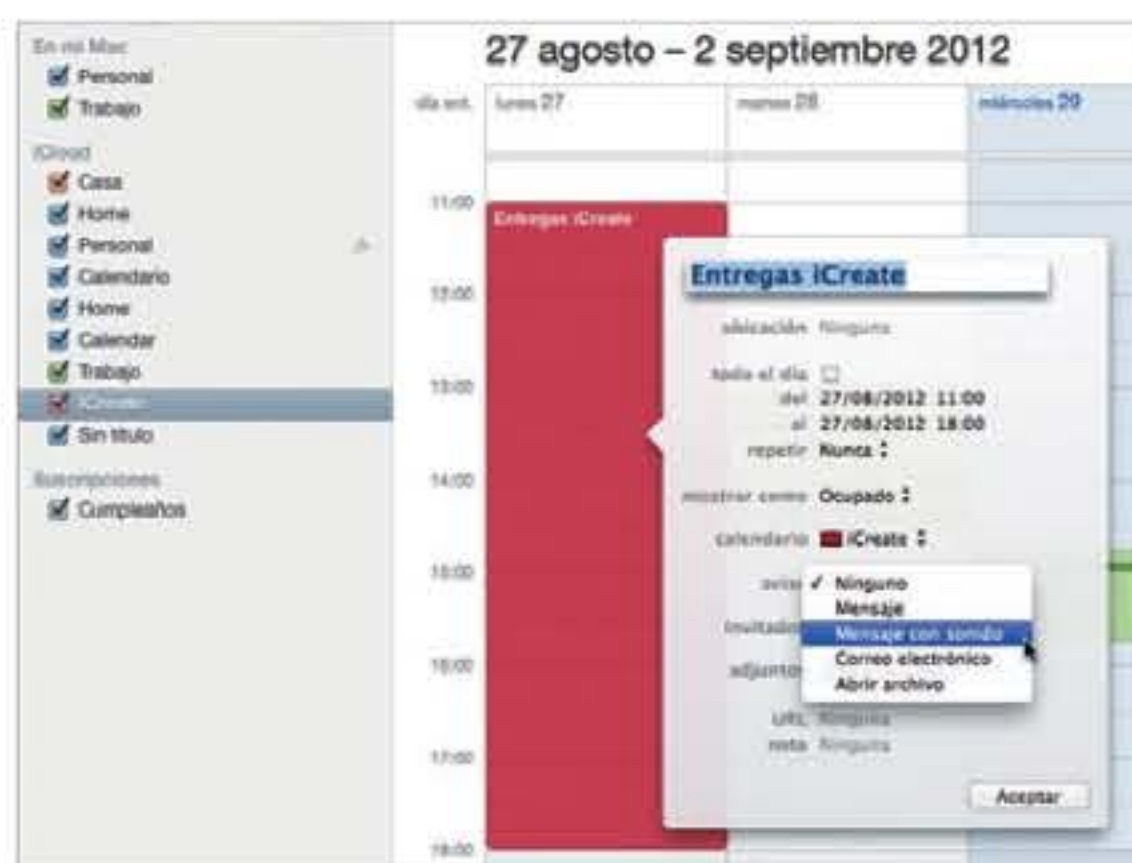 En mi Mac
Personal
Trabajo
iCloud
Casa
Home
Personal
Calendario
Home
Calendar
Trabajo
iCreate
Sin título
Suscripciones
Cumpleaños
27 agosto – 2 septiembre 2012
día ent.
lunes 27
martes 28
miércoles 29
11:00
12:00
13:00
14:00
15:00
16:00
17:00
18:00
Entregas iCreate
Entregas iCreate
ubicación Ninguna
todo el día
del 27/08/2012 11:00
al 27/08/2012 18:00
repetir Nunca
mostrar como Ocupado
calendario iCreate
aviso ✓ Ninguno
Mensaje
invitados Mensaje con sonido
Correo electrónico
adjuntos Abrir archivo
URL Ninguna
nota Ninguna
Aceptar